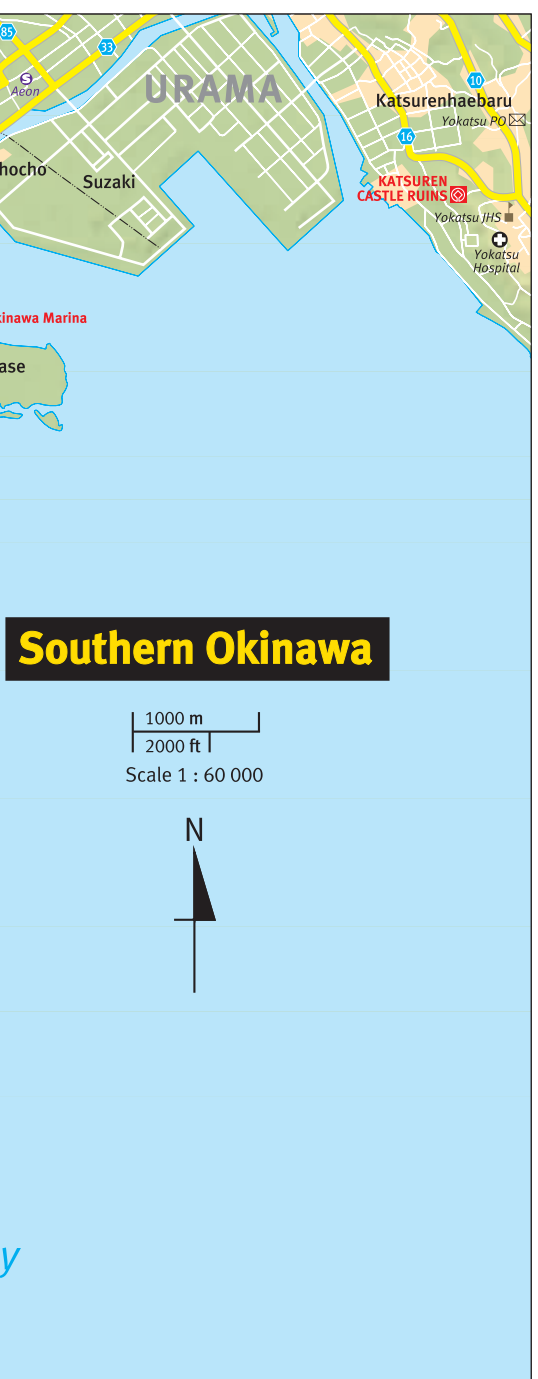 85
33
Aeon
URAMA
10
Katsurenhaebaru
Yokatsu PO
16
hocho
Suzaki
KATSUREN
CASTLE RUINS
Yokatsu JHS
Yokatsu
Hospital
kinawa Marina
ase
Southern Okinawa
1000 m
2000 ft
Scale 1 : 60 000
N
y